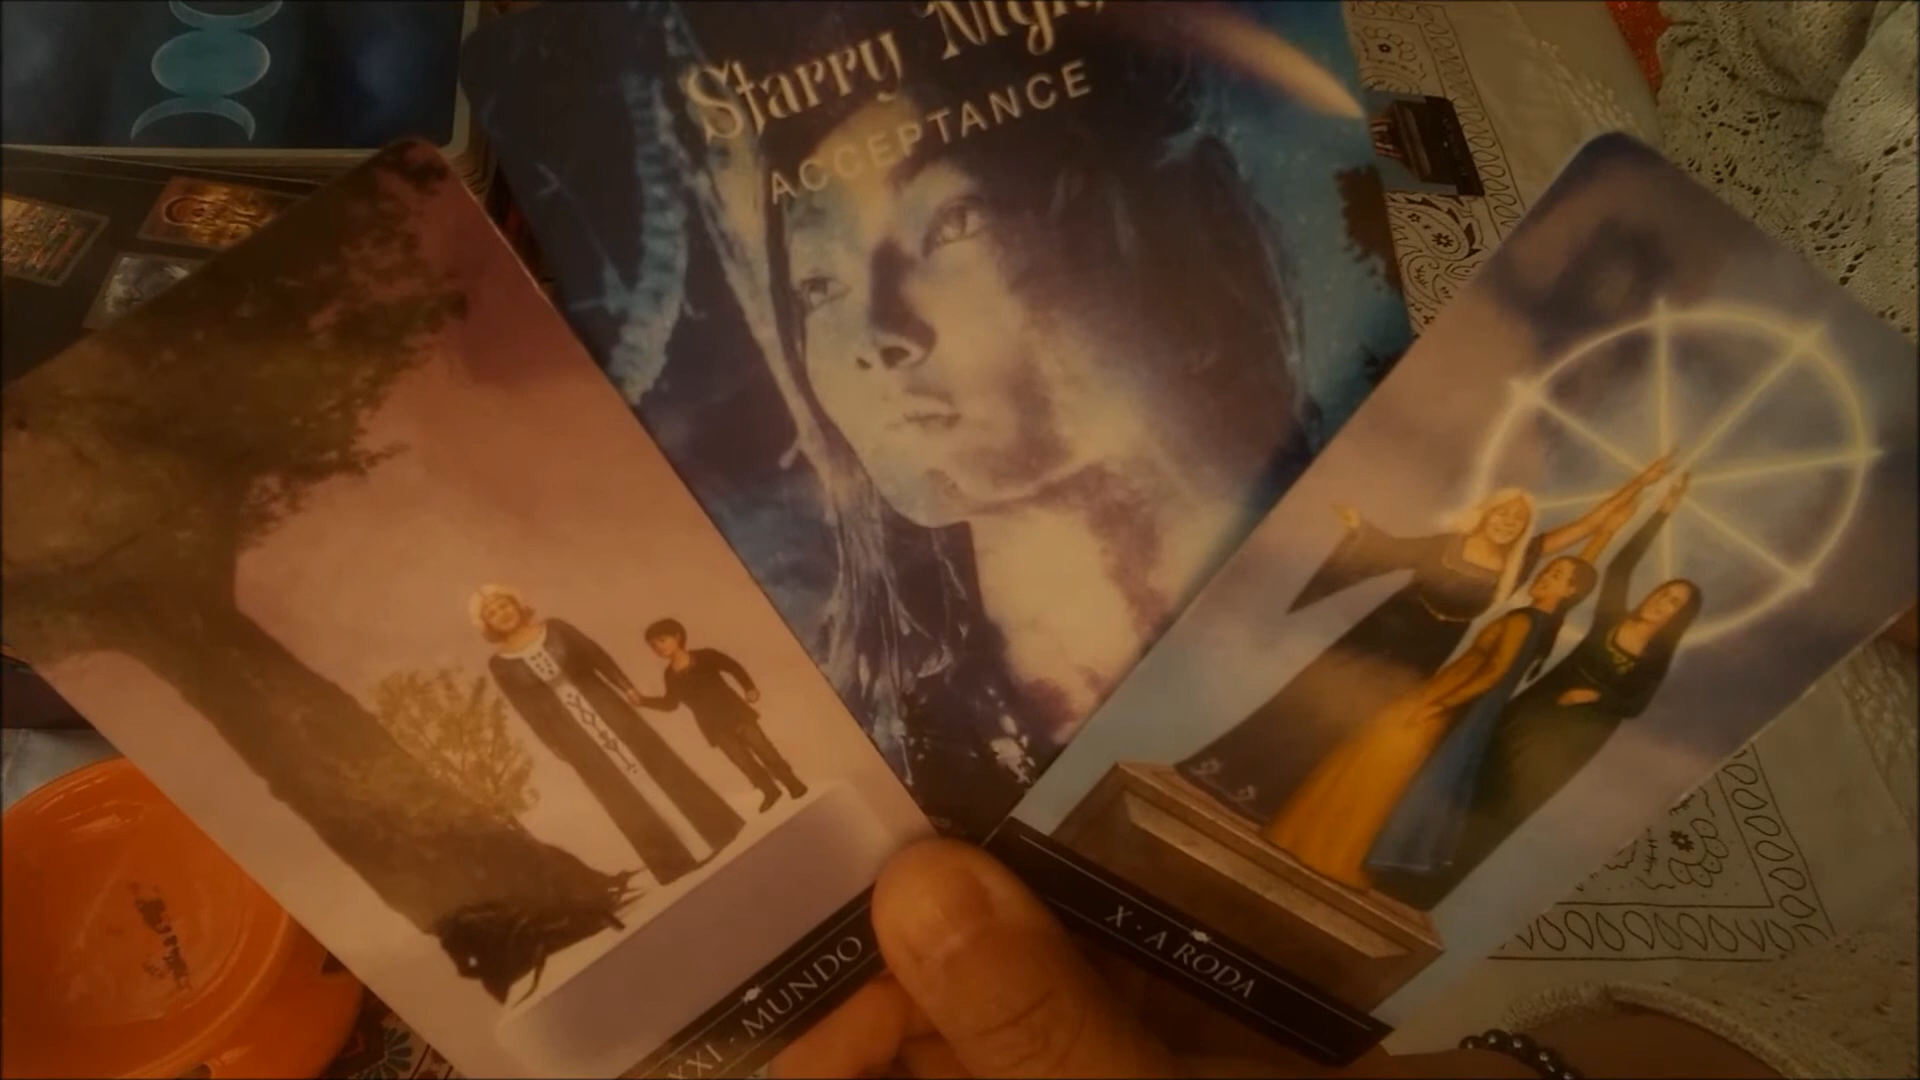 Starry Night
ACCEPTANCE
XXI · MUNDO
X · A RODA